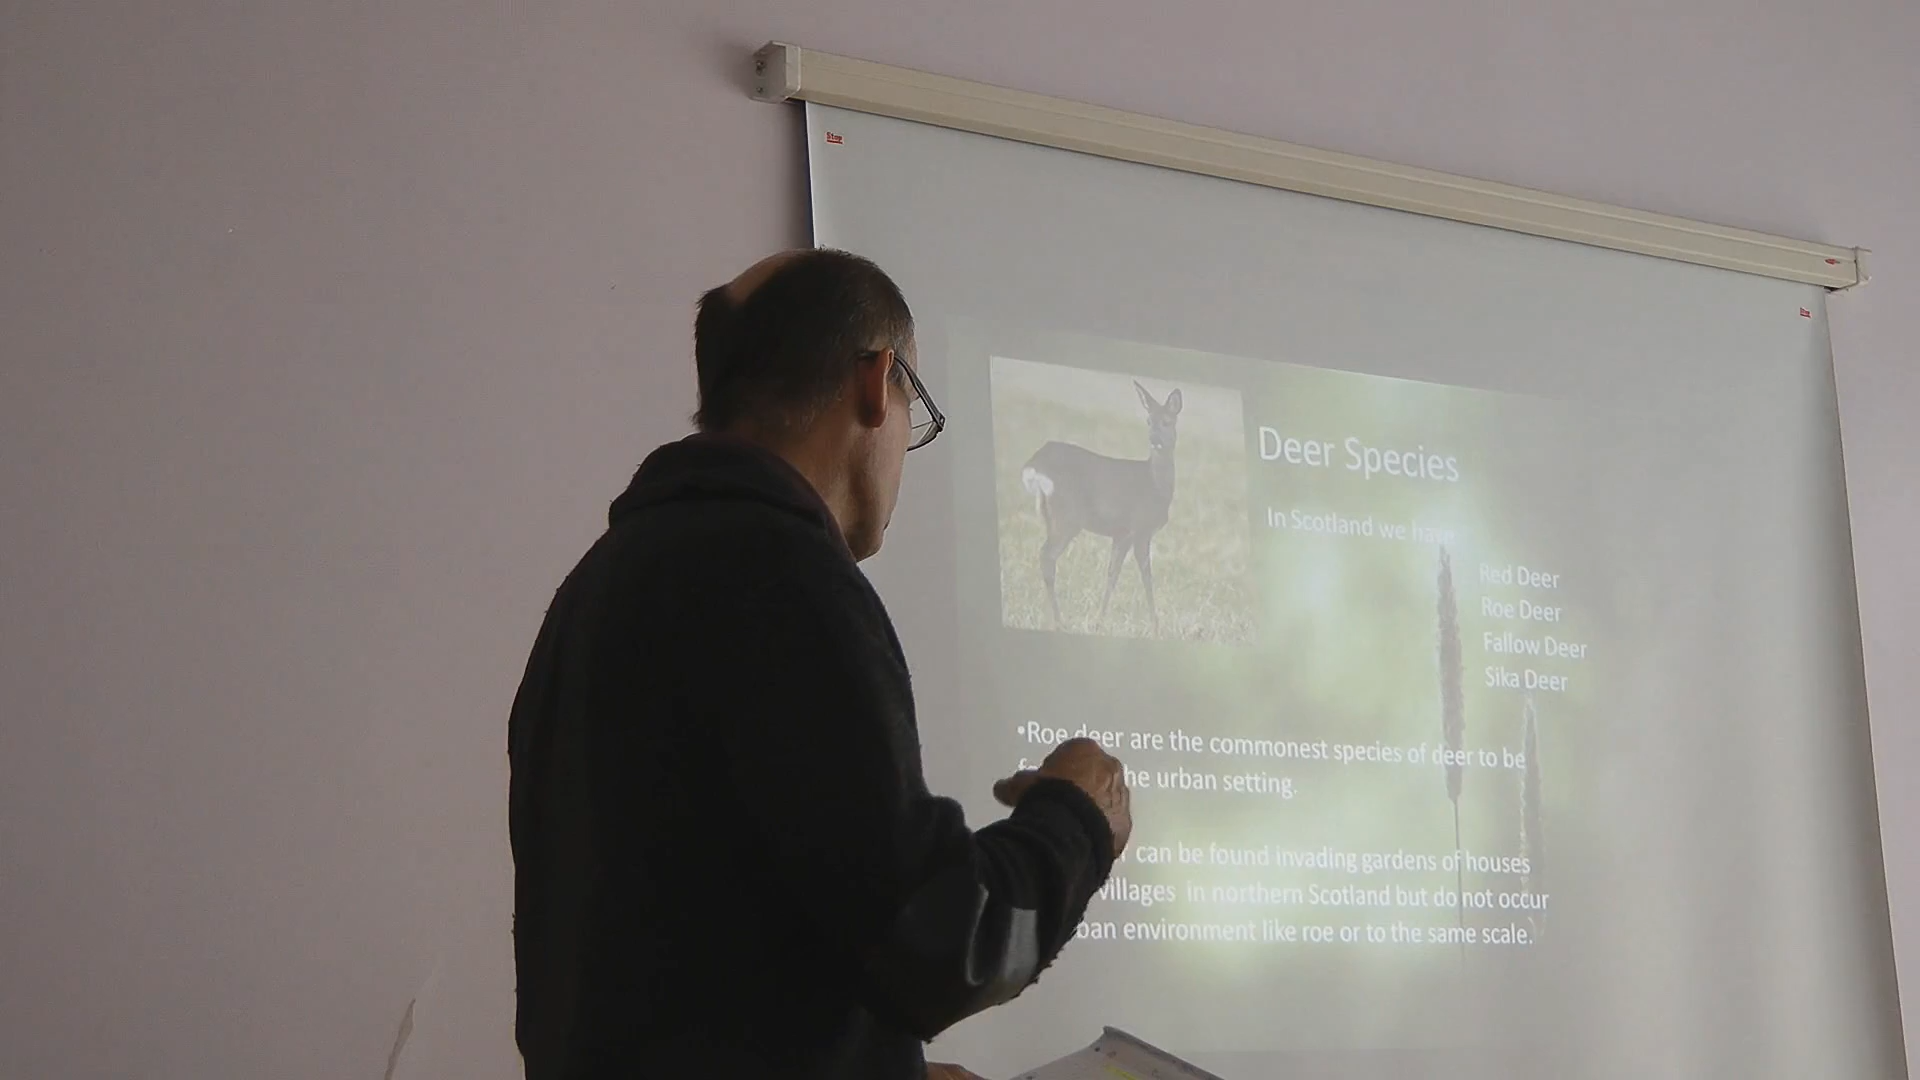 Stop
Stop
Deer Species
In Scotland we have
Red Deer
Roe Deer
Fallow Deer
Sika Deer
•Roe deer are the commonest species of deer to be
he urban setting.
can be found invading gardens of houses
villages in northern Scotland but do not occur
ban environment like roe or to the same scale.